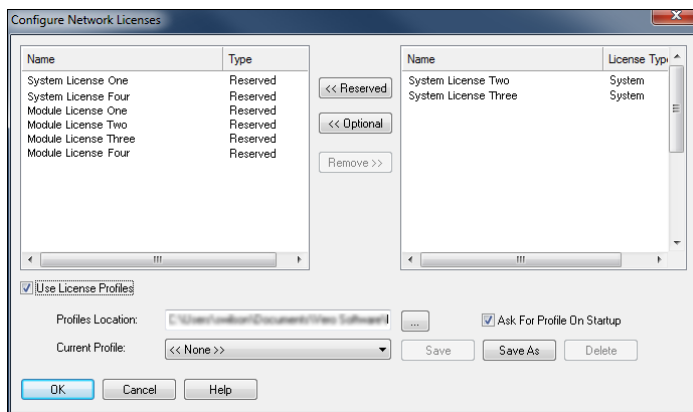 Configure Network Licenses
Name Type
System License One Reserved
System License Four Reserved
Module License One Reserved
Module License Two Reserved
Module License Three Reserved
Module License Four Reserved
<< Reserved
<< Optional
Remove >>
Name License Typ
System License Two System
System License Three System
Use License Profiles
Profiles Location:
...
Ask For Profile On Startup
Current Profile: << None >> Save Save As Delete
OK Cancel Help